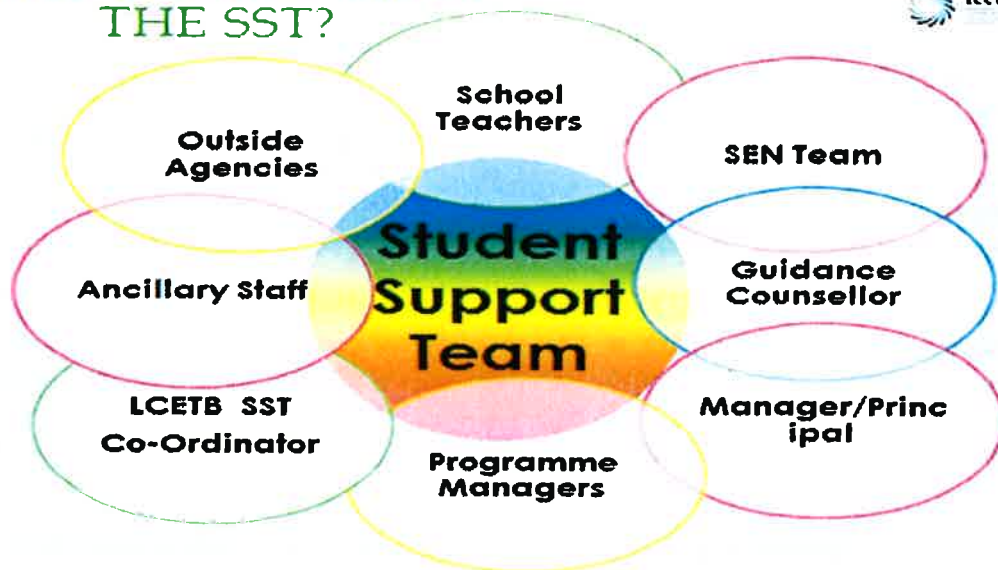 THE SST?
School
Teachers
Outside
Agencies
SEN Team
Student
Support
Team
Ancillary Staff
Guidance
Counsellor
LCETB SST
Co-Ordinator
Manager/Princ
ipal
Programme
Managers